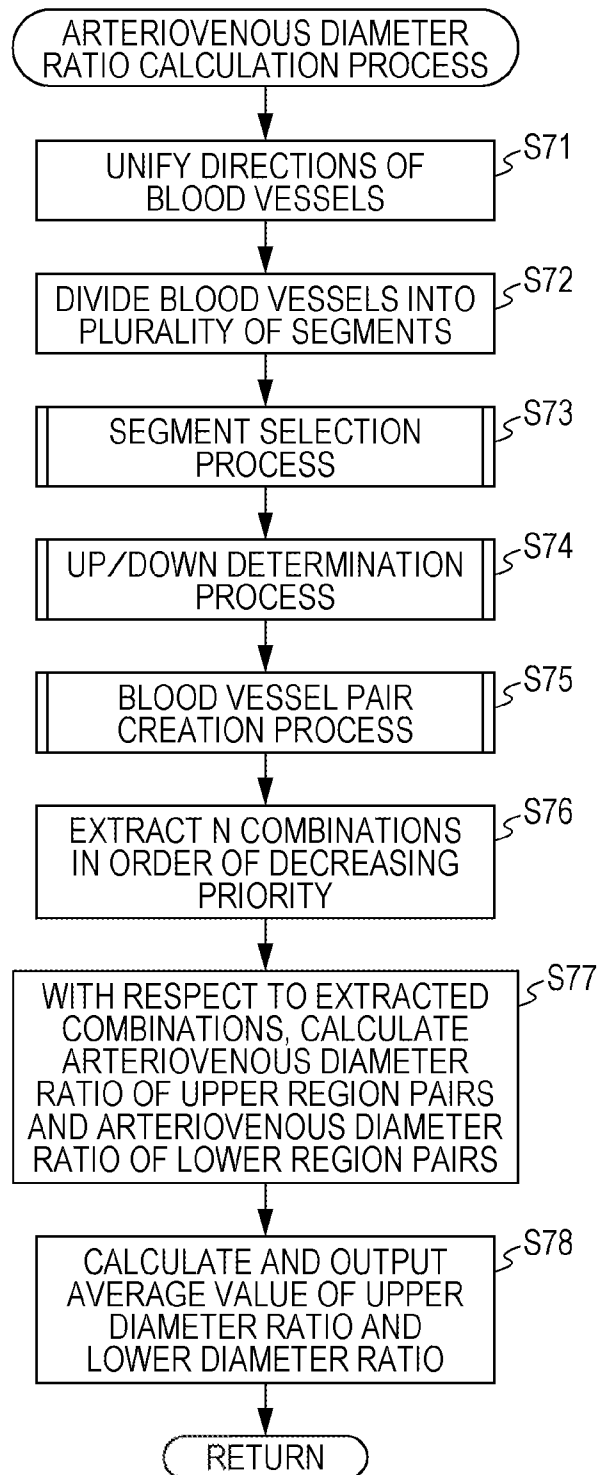 ARTERIOVENOUS DIAMETER
RATIO CALCULATION PROCESS
S71
UNIFY DIRECTIONS OF
BLOOD VESSELS
S72
DIVIDE BLOOD VESSELS INTO
PLURALITY OF SEGMENTS
S73
SEGMENT SELECTION
PROCESS
S74
UP/DOWN DETERMINATION
PROCESS
S75
BLOOD VESSEL PAIR
CREATION PROCESS
S76
EXTRACT N COMBINATIONS
IN ORDER OF DECREASING
PRIORITY
S77
WITH RESPECT TO EXTRACTED
COMBINATIONS, CALCULATE
ARTERIOVENOUS DIAMETER
RATIO OF UPPER REGION PAIRS
AND ARTERIOVENOUS DIAMETER
RATIO OF LOWER REGION PAIRS
S78
CALCULATE AND OUTPUT
AVERAGE VALUE OF UPPER
DIAMETER RATIO AND
LOWER DIAMETER RATIO
RETURN